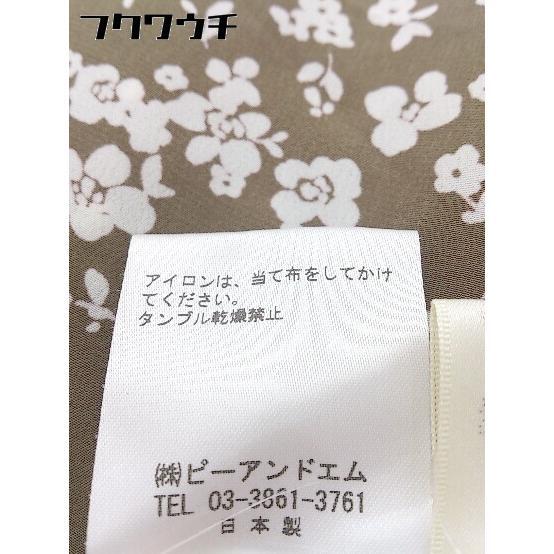 フクワウチ
アイロンは、当て布をしてかけ
てください。
タンブル乾燥禁止
㈱ピーアンドエム
TEL 03-3861-3761
日本製